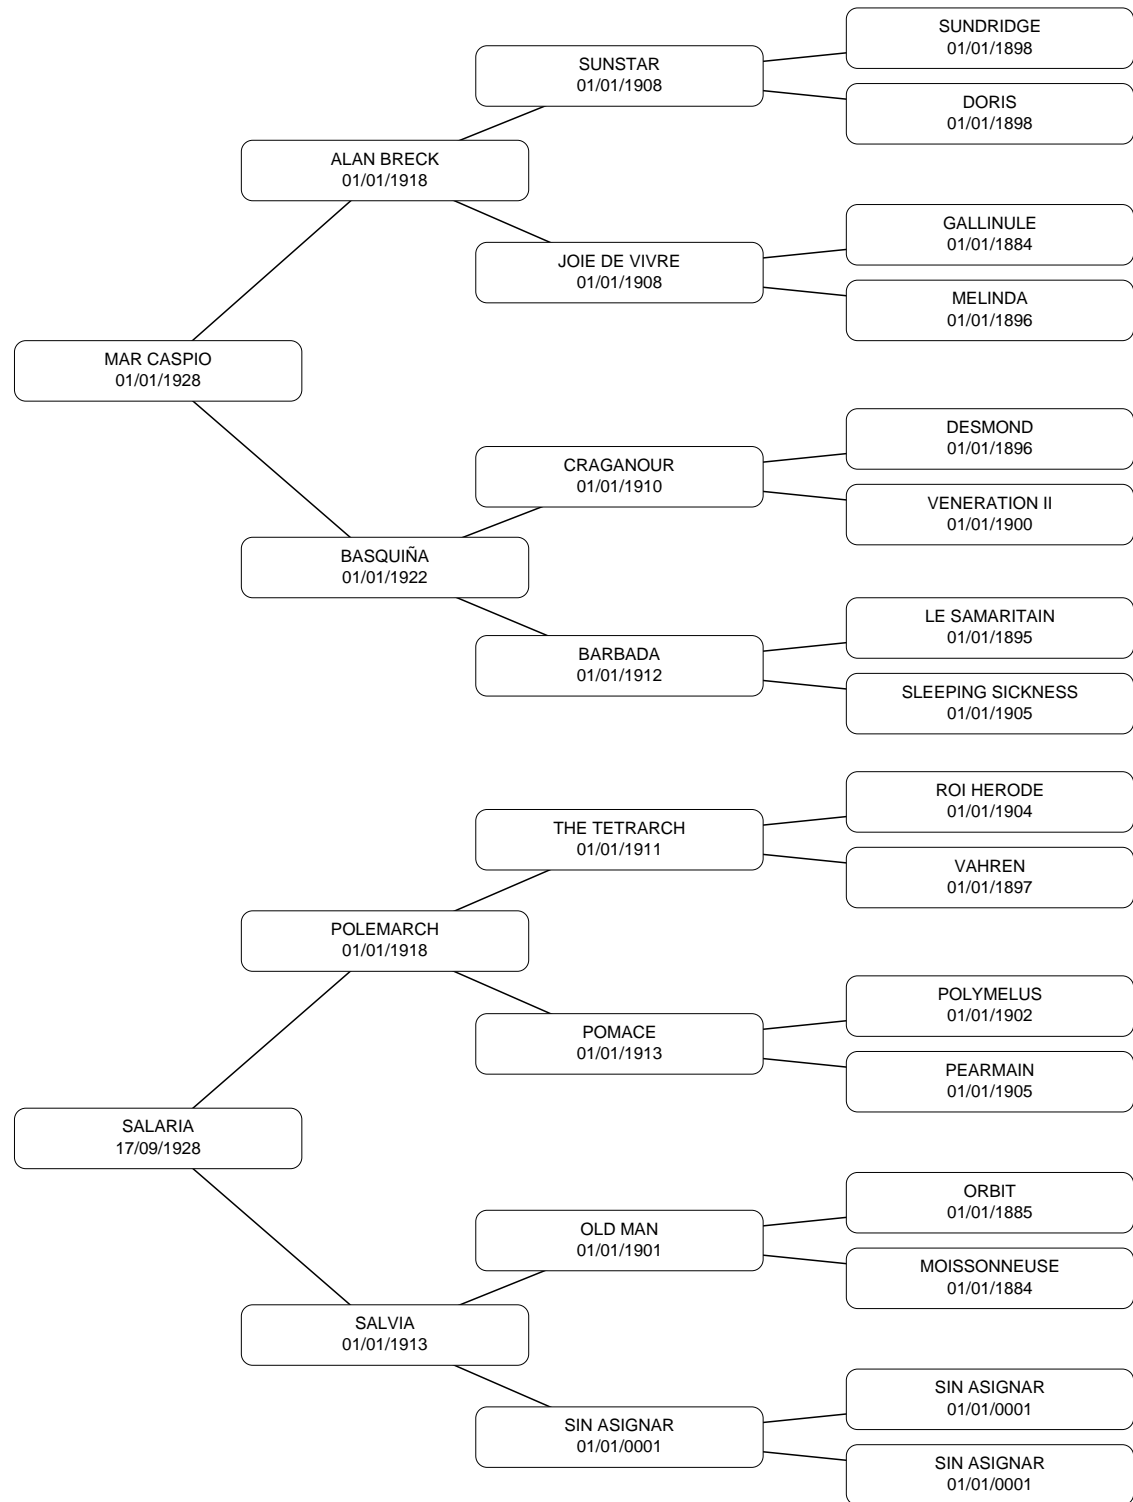 SUNDRIDGE
01/01/1898
SUNSTAR
01/01/1908
DORIS
01/01/1898
ALAN BRECK
01/01/1918
GALLINULE
01/01/1884
JOIE DE VIVRE
01/01/1908
MELINDA
01/01/1896
MAR CASPIO
01/01/1928
DESMOND
01/01/1896
CRAGANOUR
01/01/1910
VENERATION II
01/01/1900
BASQUIÑA
01/01/1922
LE SAMARITAIN
01/01/1895
BARBADA
01/01/1912
SLEEPING SICKNESS
01/01/1905
ROI HERODE
01/01/1904
THE TETRARCH
01/01/1911
VAHREN
01/01/1897
POLEMARCH
01/01/1918
POLYMELUS
01/01/1902
POMACE
01/01/1913
PEARMAIN
01/01/1905
SALARIA
17/09/1928
ORBIT
01/01/1885
OLD MAN
01/01/1901
MOISSONNEUSE
01/01/1884
SALVIA
01/01/1913
SIN ASIGNAR
01/01/0001
SIN ASIGNAR
01/01/0001
SIN ASIGNAR
01/01/0001